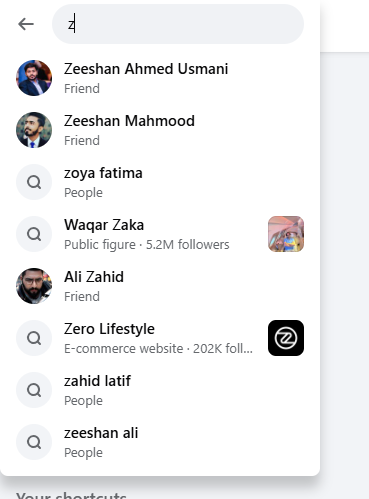 z
Zeeshan Ahmed Usmani
Friend
Zeeshan Mahmood
Friend
zoya fatima
People
Waqar Zaka
Public figure · 5.2M followers
Ali Zahid
Friend
Zero Lifestyle
E-commerce website · 202K foll...
zahid latif
People
zeeshan ali
People
Your shortcuts